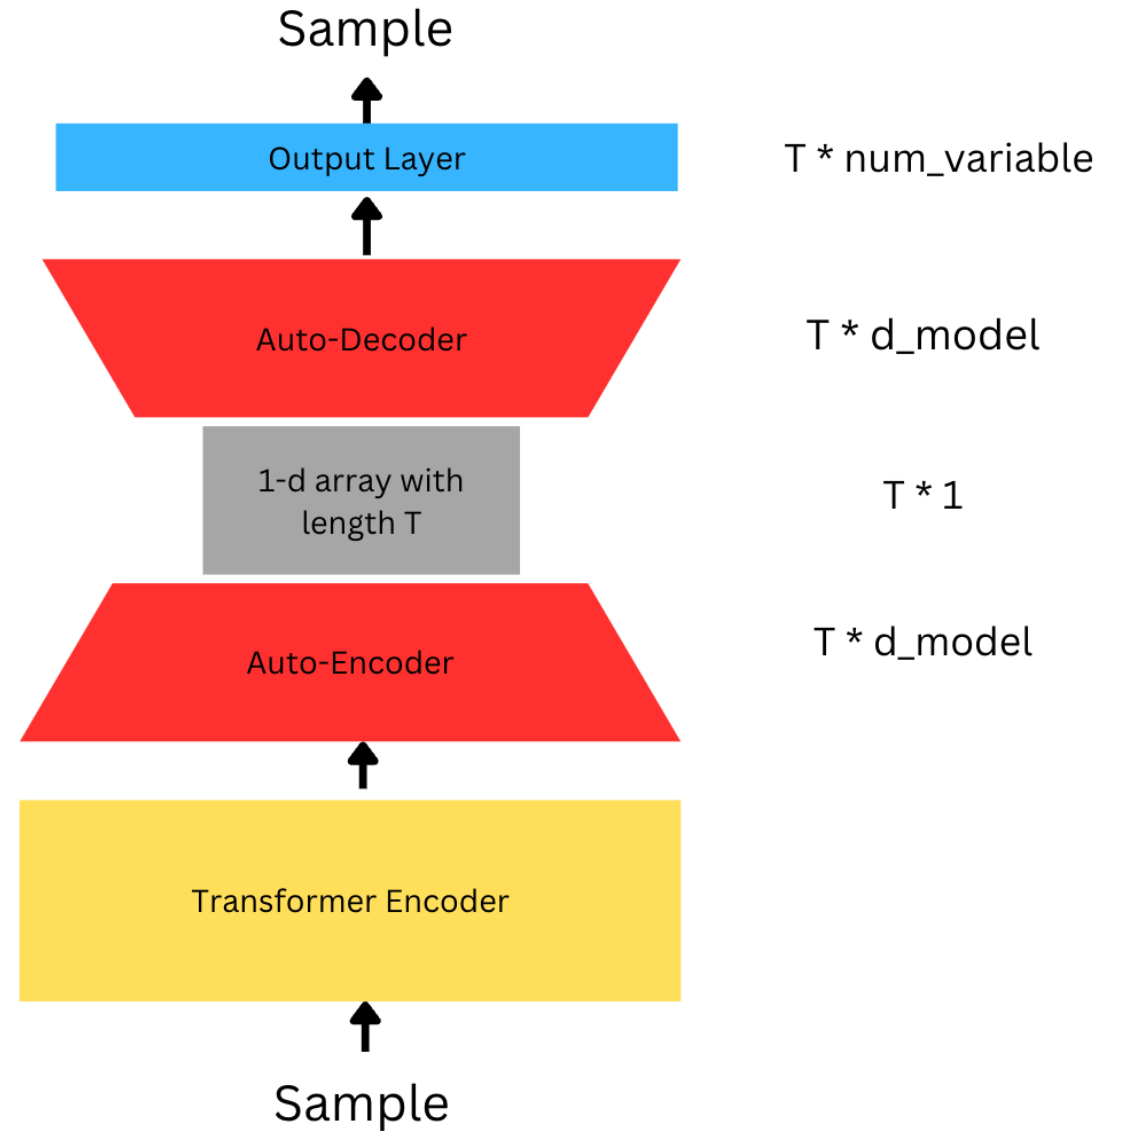 Sample
Output Layer
T * num_variable
Auto-Decoder
T * d_model
1-d array with
length T
T * 1
Auto-Encoder
T * d_model
Transformer Encoder
Sample